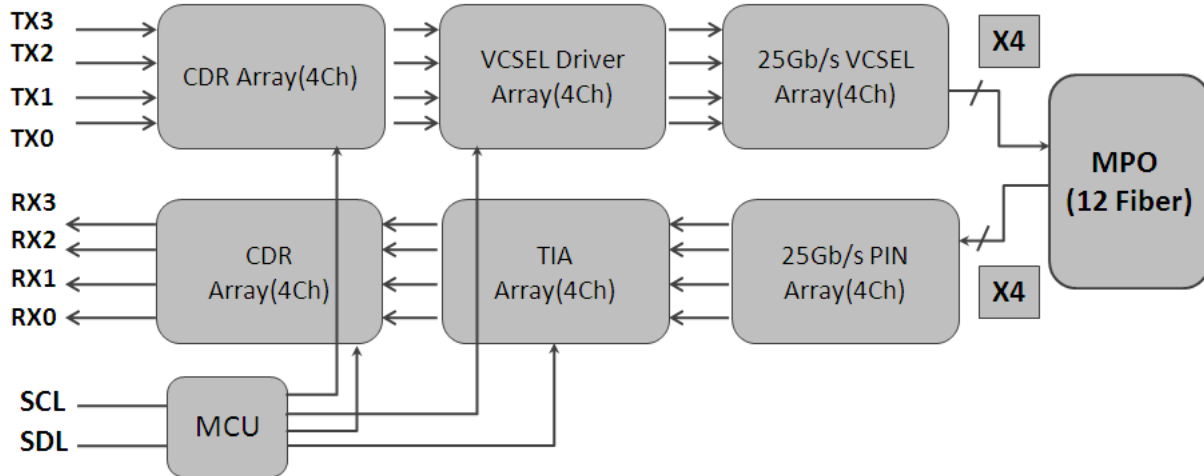 TX3
TX2
TX1
TX0
CDR Array(4Ch)
VCSEL Driver
Array(4Ch)
25Gb/s VCSEL
Array(4Ch)
X4
MPO
(12 Fiber)
RX3
RX2
RX1
RX0
CDR
Array(4Ch)
TIA
Array(4Ch)
25Gb/s PIN
Array(4Ch)
X4
SCL
SDL
MCU